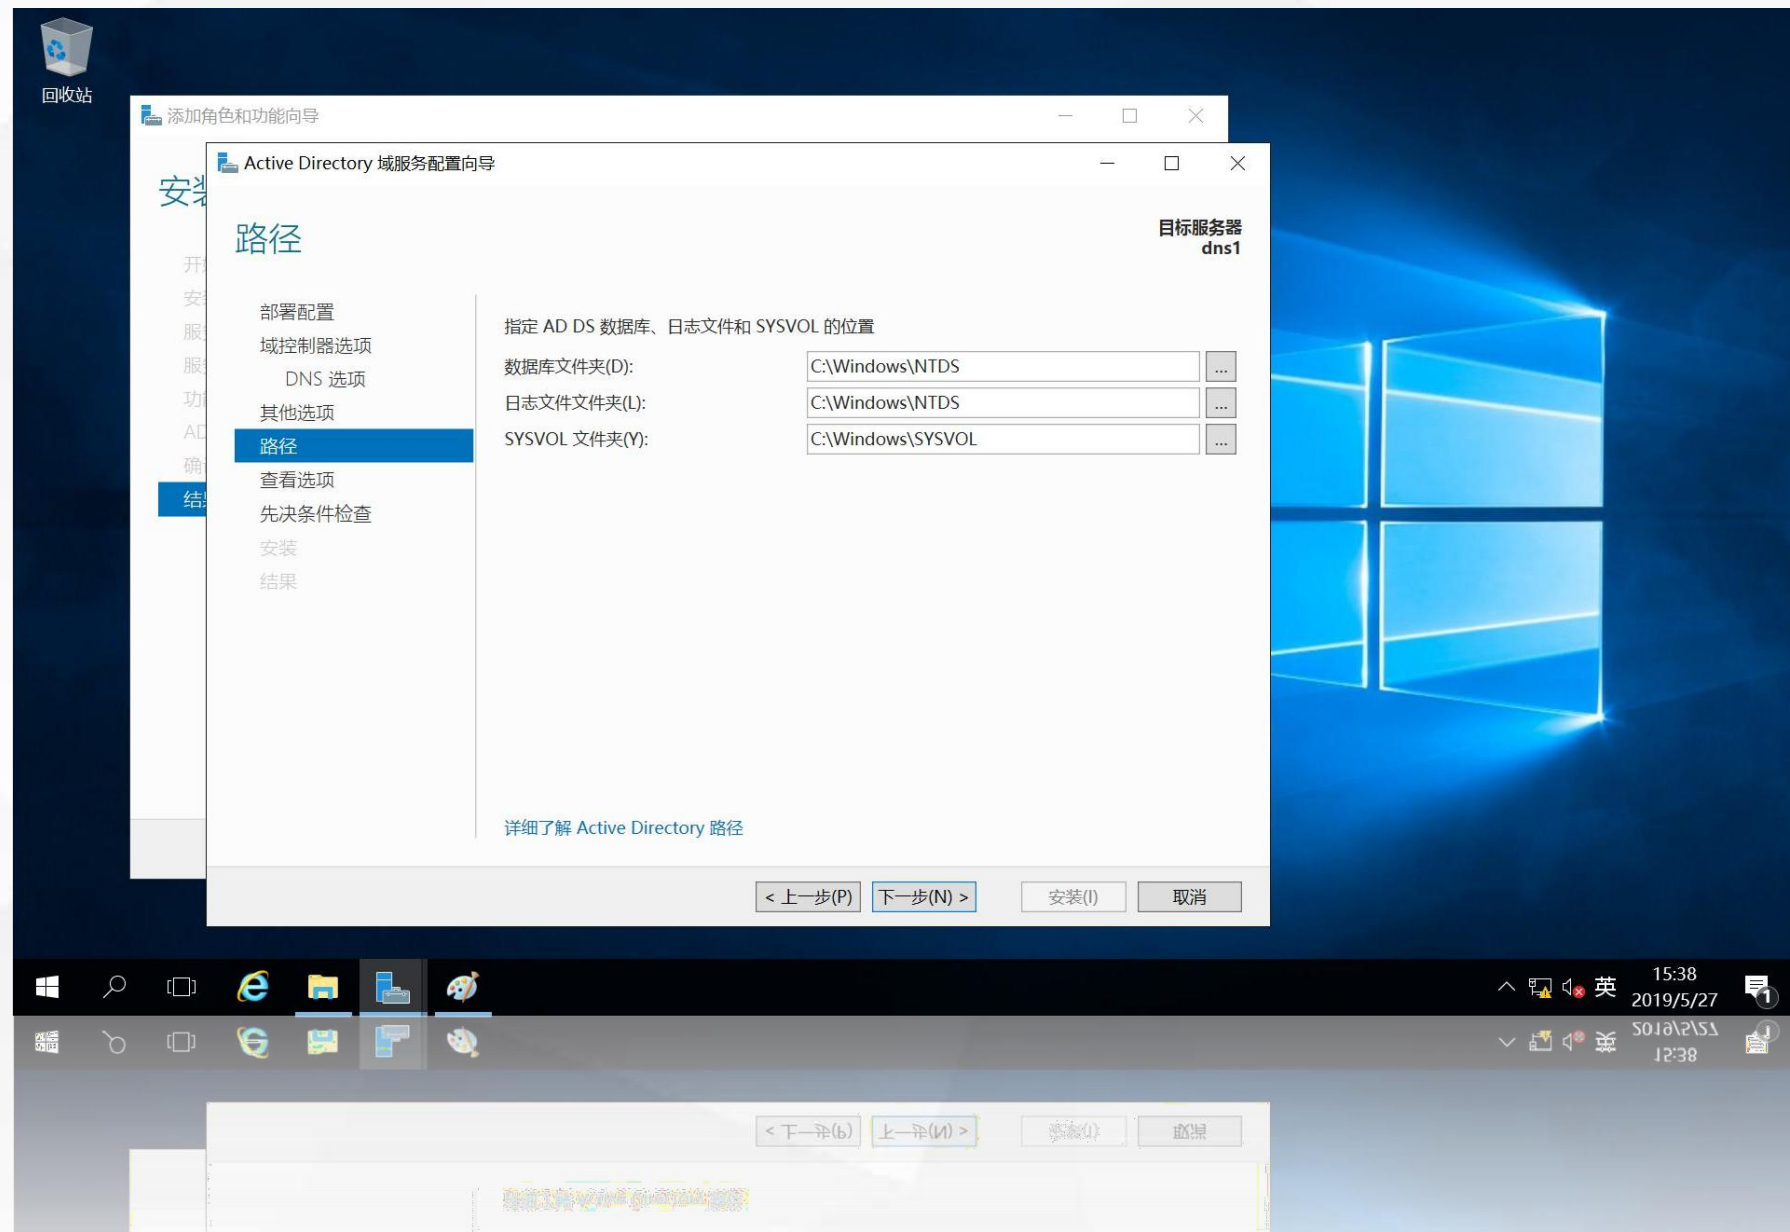 回收站
添加角色和功能向导
Active Directory 域服务配置向导
路径
目标服务器
dns1
部署配置
域控制器选项
DNS 选项
其他选项
路径
查看选项
先决条件检查
安装
结果
指定 AD DS 数据库、日志文件和 SYSVOL 的位置
数据库文件夹(D): C:\Windows\NTDS ...
日志文件文件夹(L): C:\Windows\NTDS ...
SYSVOL 文件夹(Y): C:\Windows\SYSVOL ...
详细了解 Active Directory 路径
< 上一步(P) 下一步(N) > 安装(I) 取消
英 15:38
2019/5/27
1